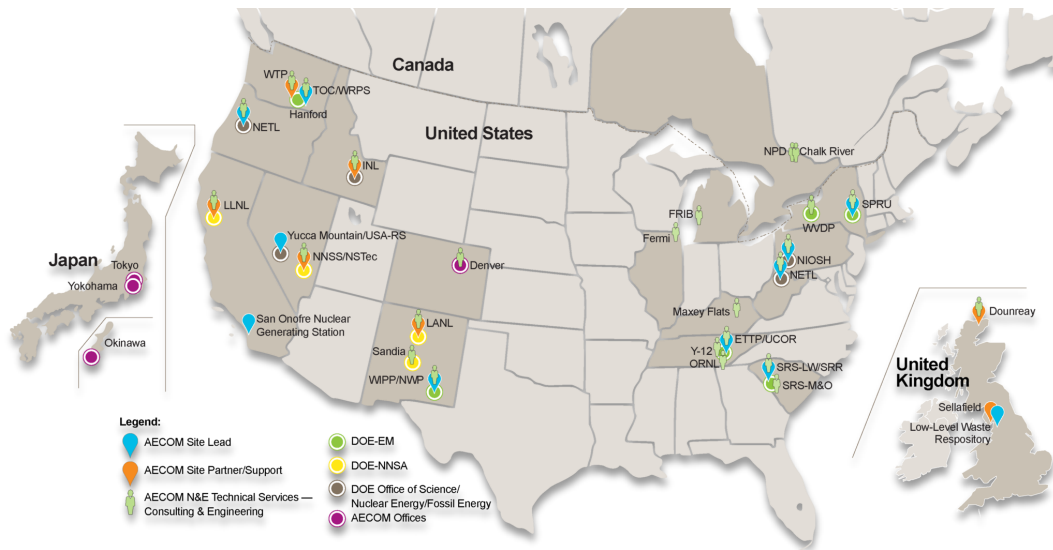 Canada
WTP
TOC/WRPS
Hanford
NETL
United States
NPD
Chalk River
INL
LLNL
FRIB
SPRU
WVDP
Fermi
Yucca Mountain/USA-RS
NNSS/NSTec
NIOSH
NETL
Japan
Tokyo
Yokohama
Okinawa
Denver
Maxey Flats
San Onofre Nuclear
Generating Station
LANL
Sandia
WIPP/NWP
ETTP/UCOR
Y-12
ORNL
SRS-LW/SRR
SRS-M&O
Dounreay
United
Kingdom
Sellafield
Low-Level Waste
Respository
Legend:
AECOM Site Lead
AECOM Site Partner/Support
AECOM N&E Technical Services —
Consulting & Engineering
DOE-EM
DOE-NNSA
DOE Office of Science/
Nuclear Energy/Fossil Energy
AECOM Offices